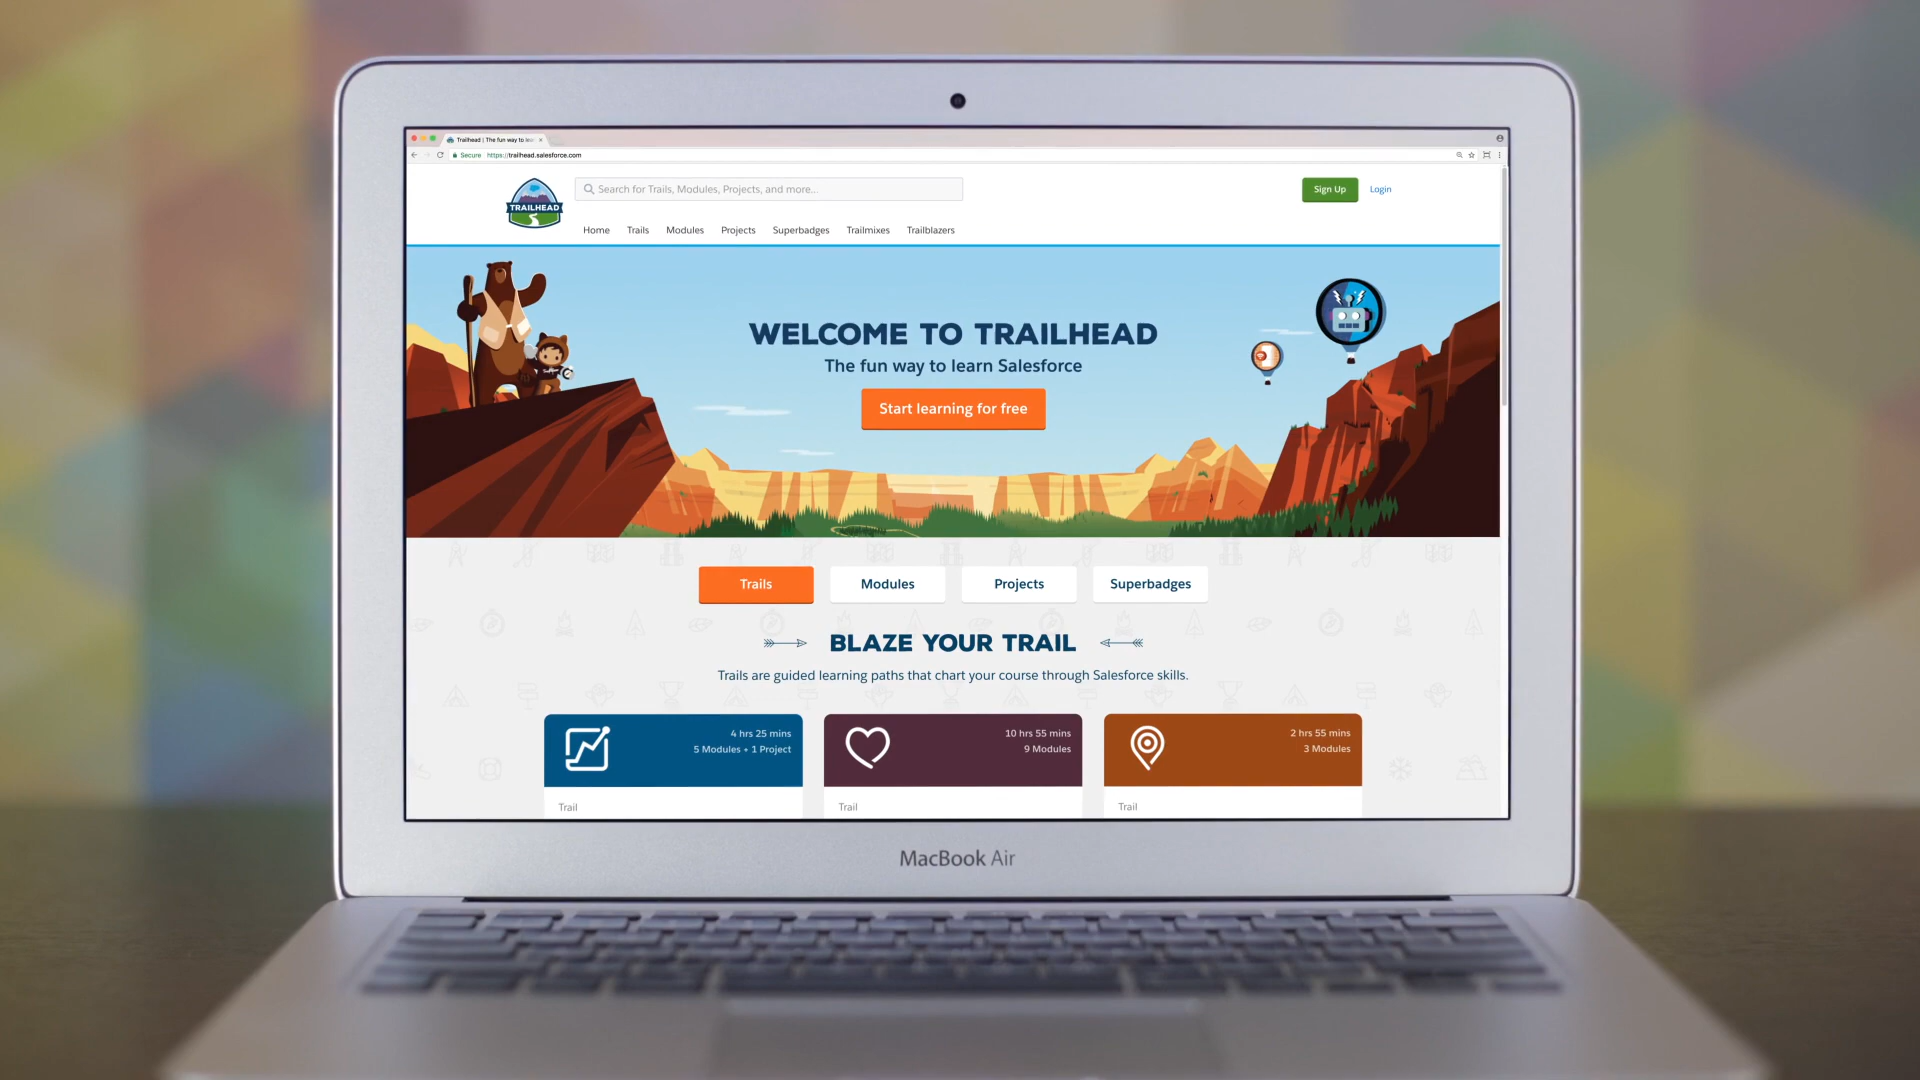 Trailhead | The fun way to lea
Secure https://trailhead.salesforce.com
TRAILHEAD
Search for Trails, Modules, Projects, and more...
Sign Up Login
Home Trails Modules Projects Superbadges Trailmixes Trailblazers
WELCOME TO TRAILHEAD
The fun way to learn Salesforce
Start learning for free
Trails Modules Projects Superbadges
BLAZE YOUR TRAIL
Trails are guided learning paths that chart your course through Salesforce skills.
4 hrs 25 mins
5 Modules + 1 Project
10 hrs 55 mins
9 Modules
2 hrs 55 mins
3 Modules
Trail Trail Trail
MacBook Air